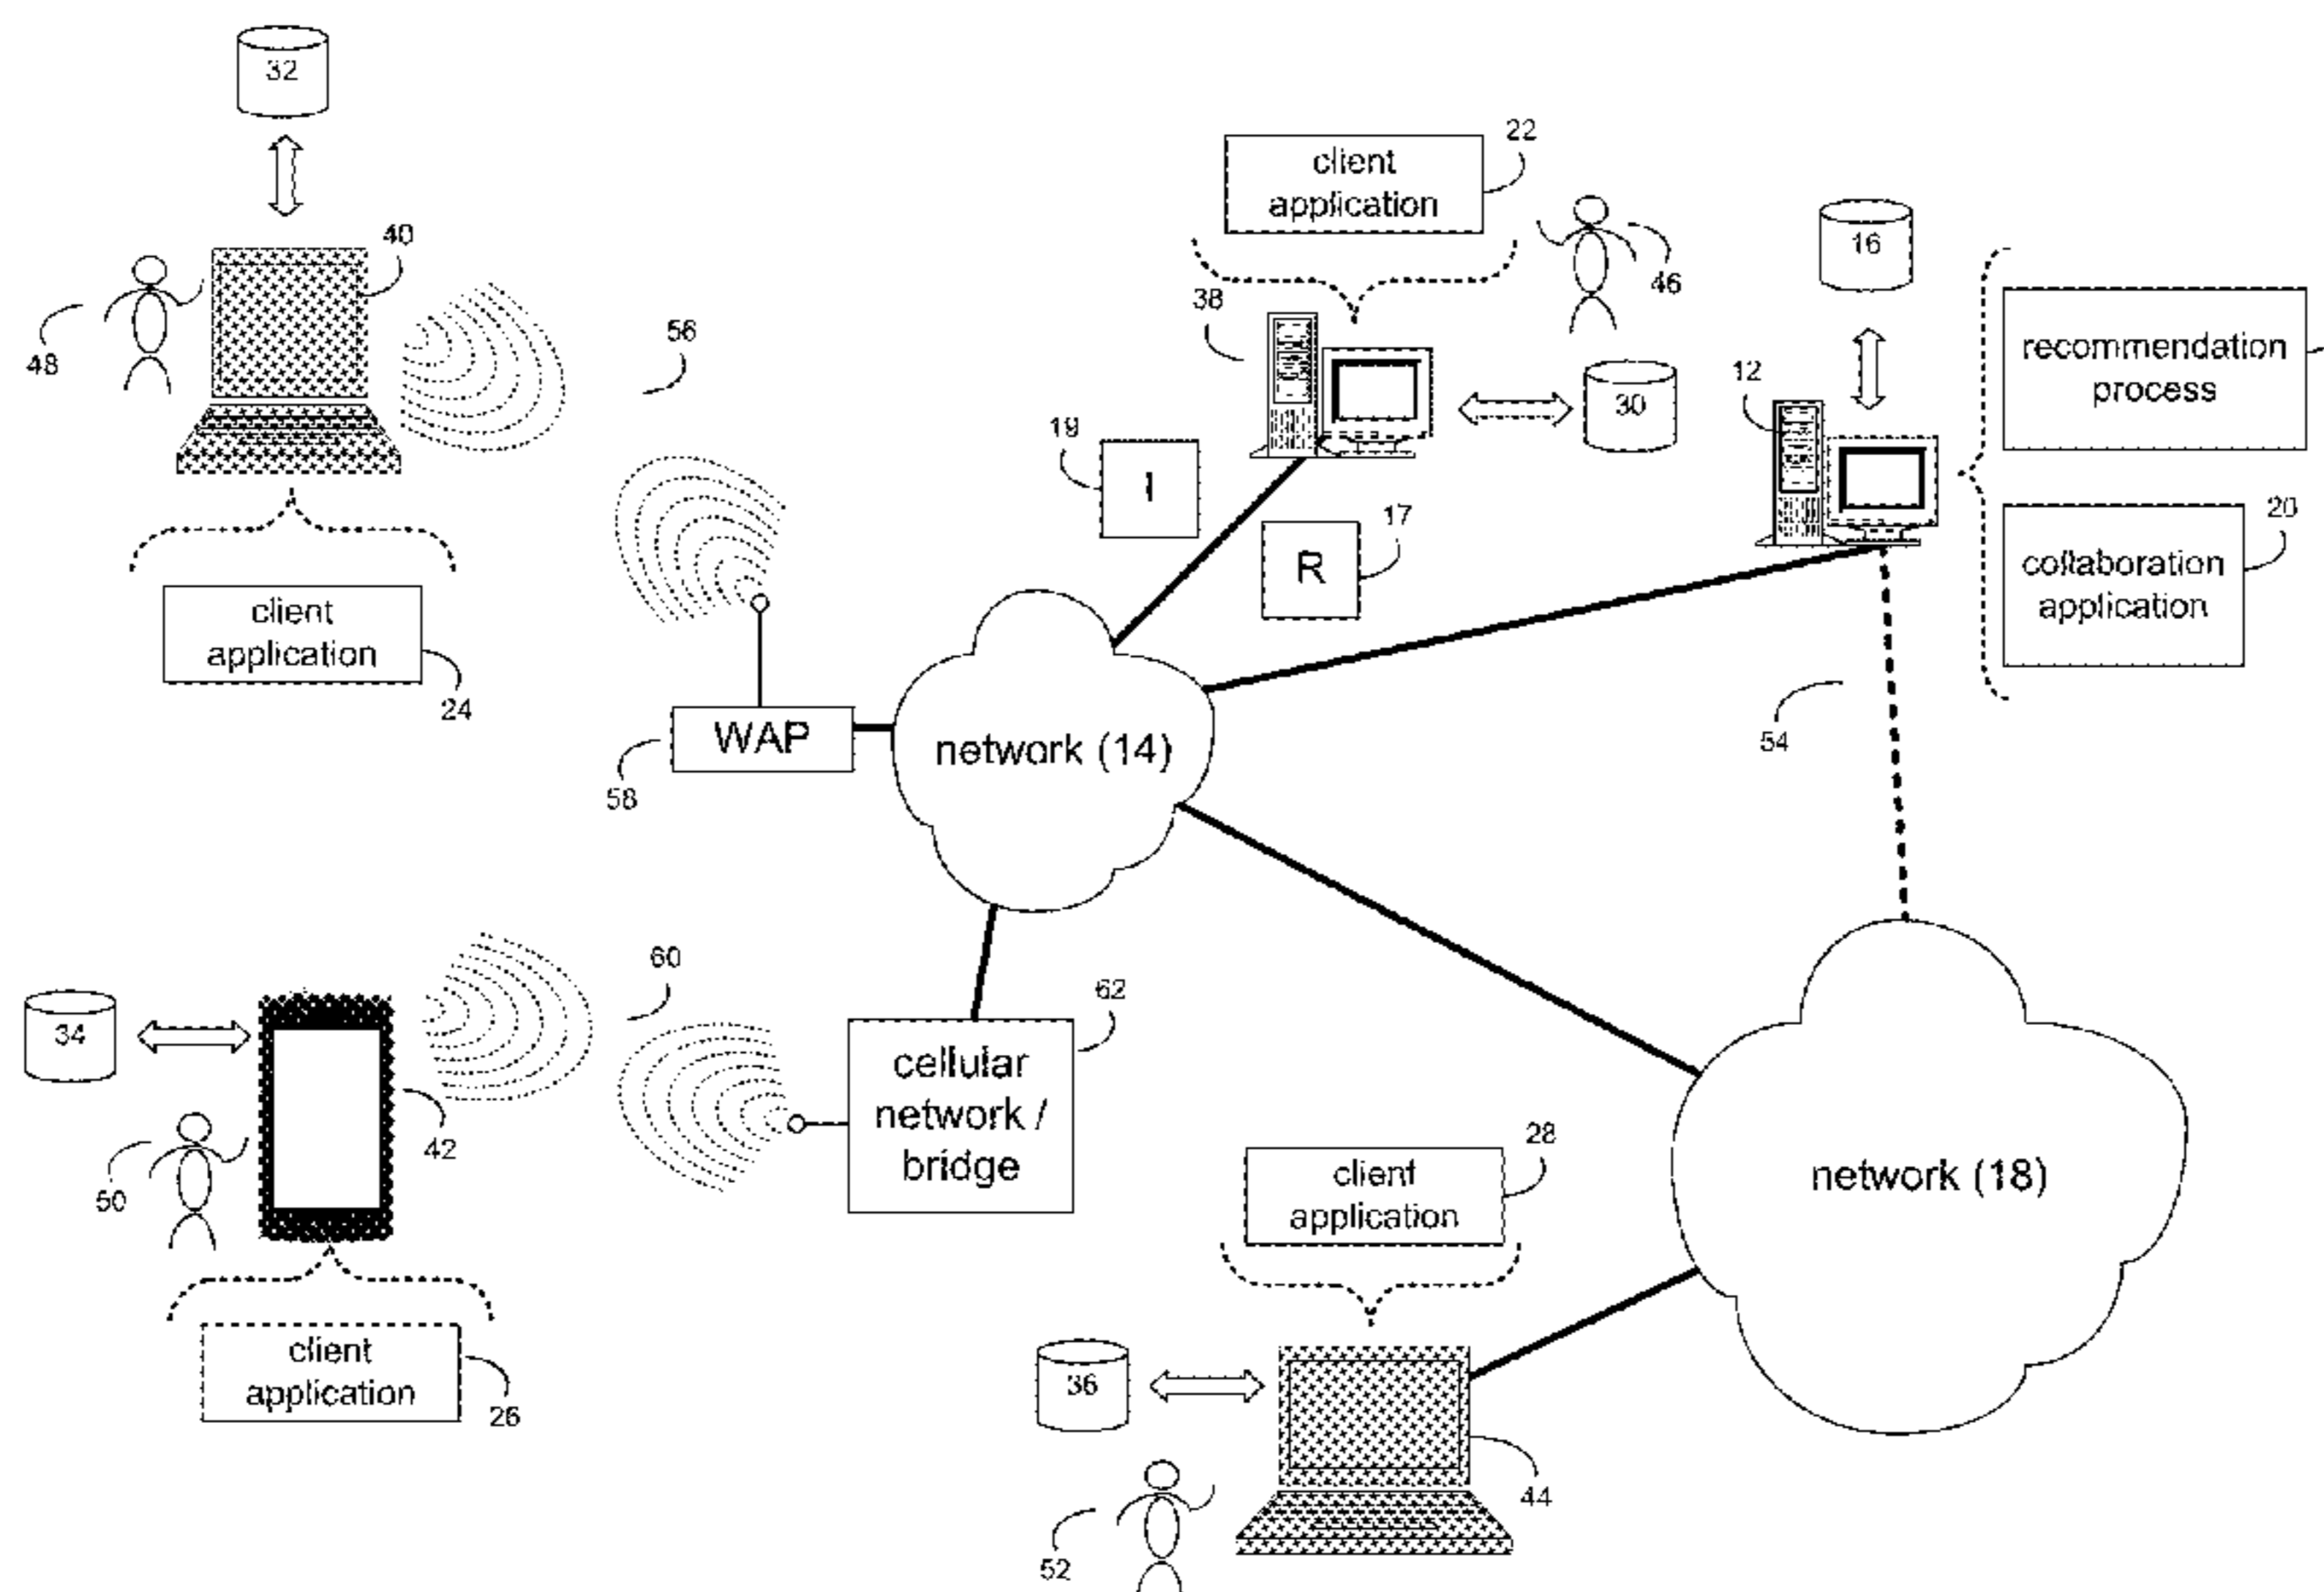 32
22
client
application
16
40
38
46
48
56
recommendation
process
12
30
19
I
17
R
20
collaboration
application
client
application
24
WAP
58
network (14)
54
60
62
34
42
50
cellular
network /
bridge
28
client
application
network (18)
client
application
26
36
44
52